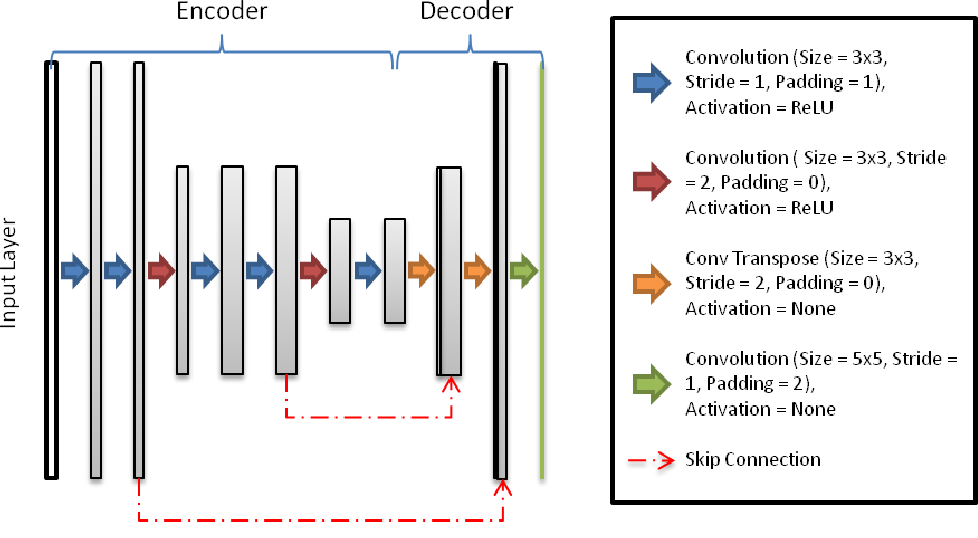 Encoder
Decoder
Input Layer
Convolution (Size = 3x3,
Stride = 1, Padding = 1),
Activation = ReLU
Convolution ( Size = 3x3, Stride
= 2, Padding = 0),
Activation = ReLU
Conv Transpose (Size = 3x3,
Stride = 2, Padding = 0),
Activation = None
Convolution (Size = 5x5, Stride =
1, Padding = 2),
Activation = None
Skip Connection